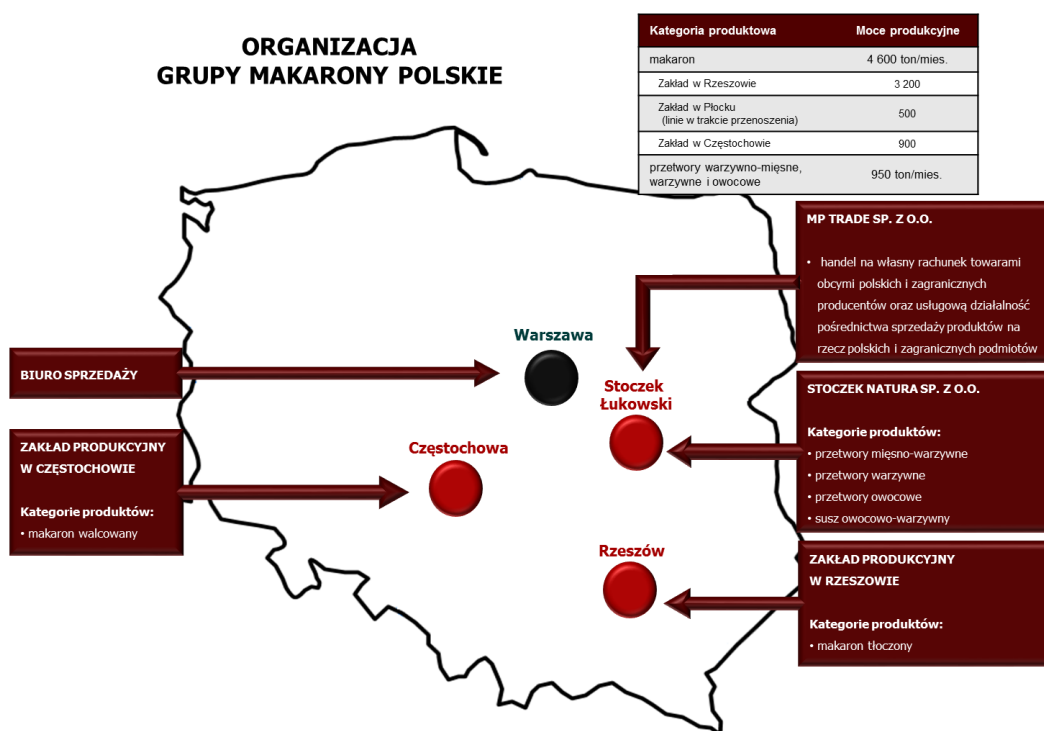 ORGANIZACJA
GRUPY MAKARONY POLSKIE
Kategoria produktowa Moce produkcyjne
makaron 4 600 ton/mies.
Zakład w Rzeszowie 3 200
Zakład w Płocku
(linie w trakcie przenoszenia) 500
Zakład w Częstochowie 900
przetwory warzywno-mięsne,
warzywne i owocowe 950 ton/mies.
MP TRADE SP. Z O.O.
• handel na własny rachunek towarami
obcymi polskich i zagranicznych
producentów oraz usługową działalność
pośrednictwa sprzedaży produktów na
rzecz polskich i zagranicznych podmiotów
Warszawa
BIURO SPRZEDAŻY
Stoczek
Łukowski
STOCZEK NATURA SP. Z O.O.
Kategorie produktów:
• przetwory mięsno-warzywne
• przetwory warzywne
• przetwory owocowe
• susz owocowo-warzywny
Częstochowa
ZAKŁAD PRODUKCYJNY
W CZĘSTOCHOWIE
Kategorie produktów:
• makaron walcowany
Rzeszów
ZAKŁAD PRODUKCYJNY
W RZESZOWIE
Kategorie produktów:
• makaron tłoczony